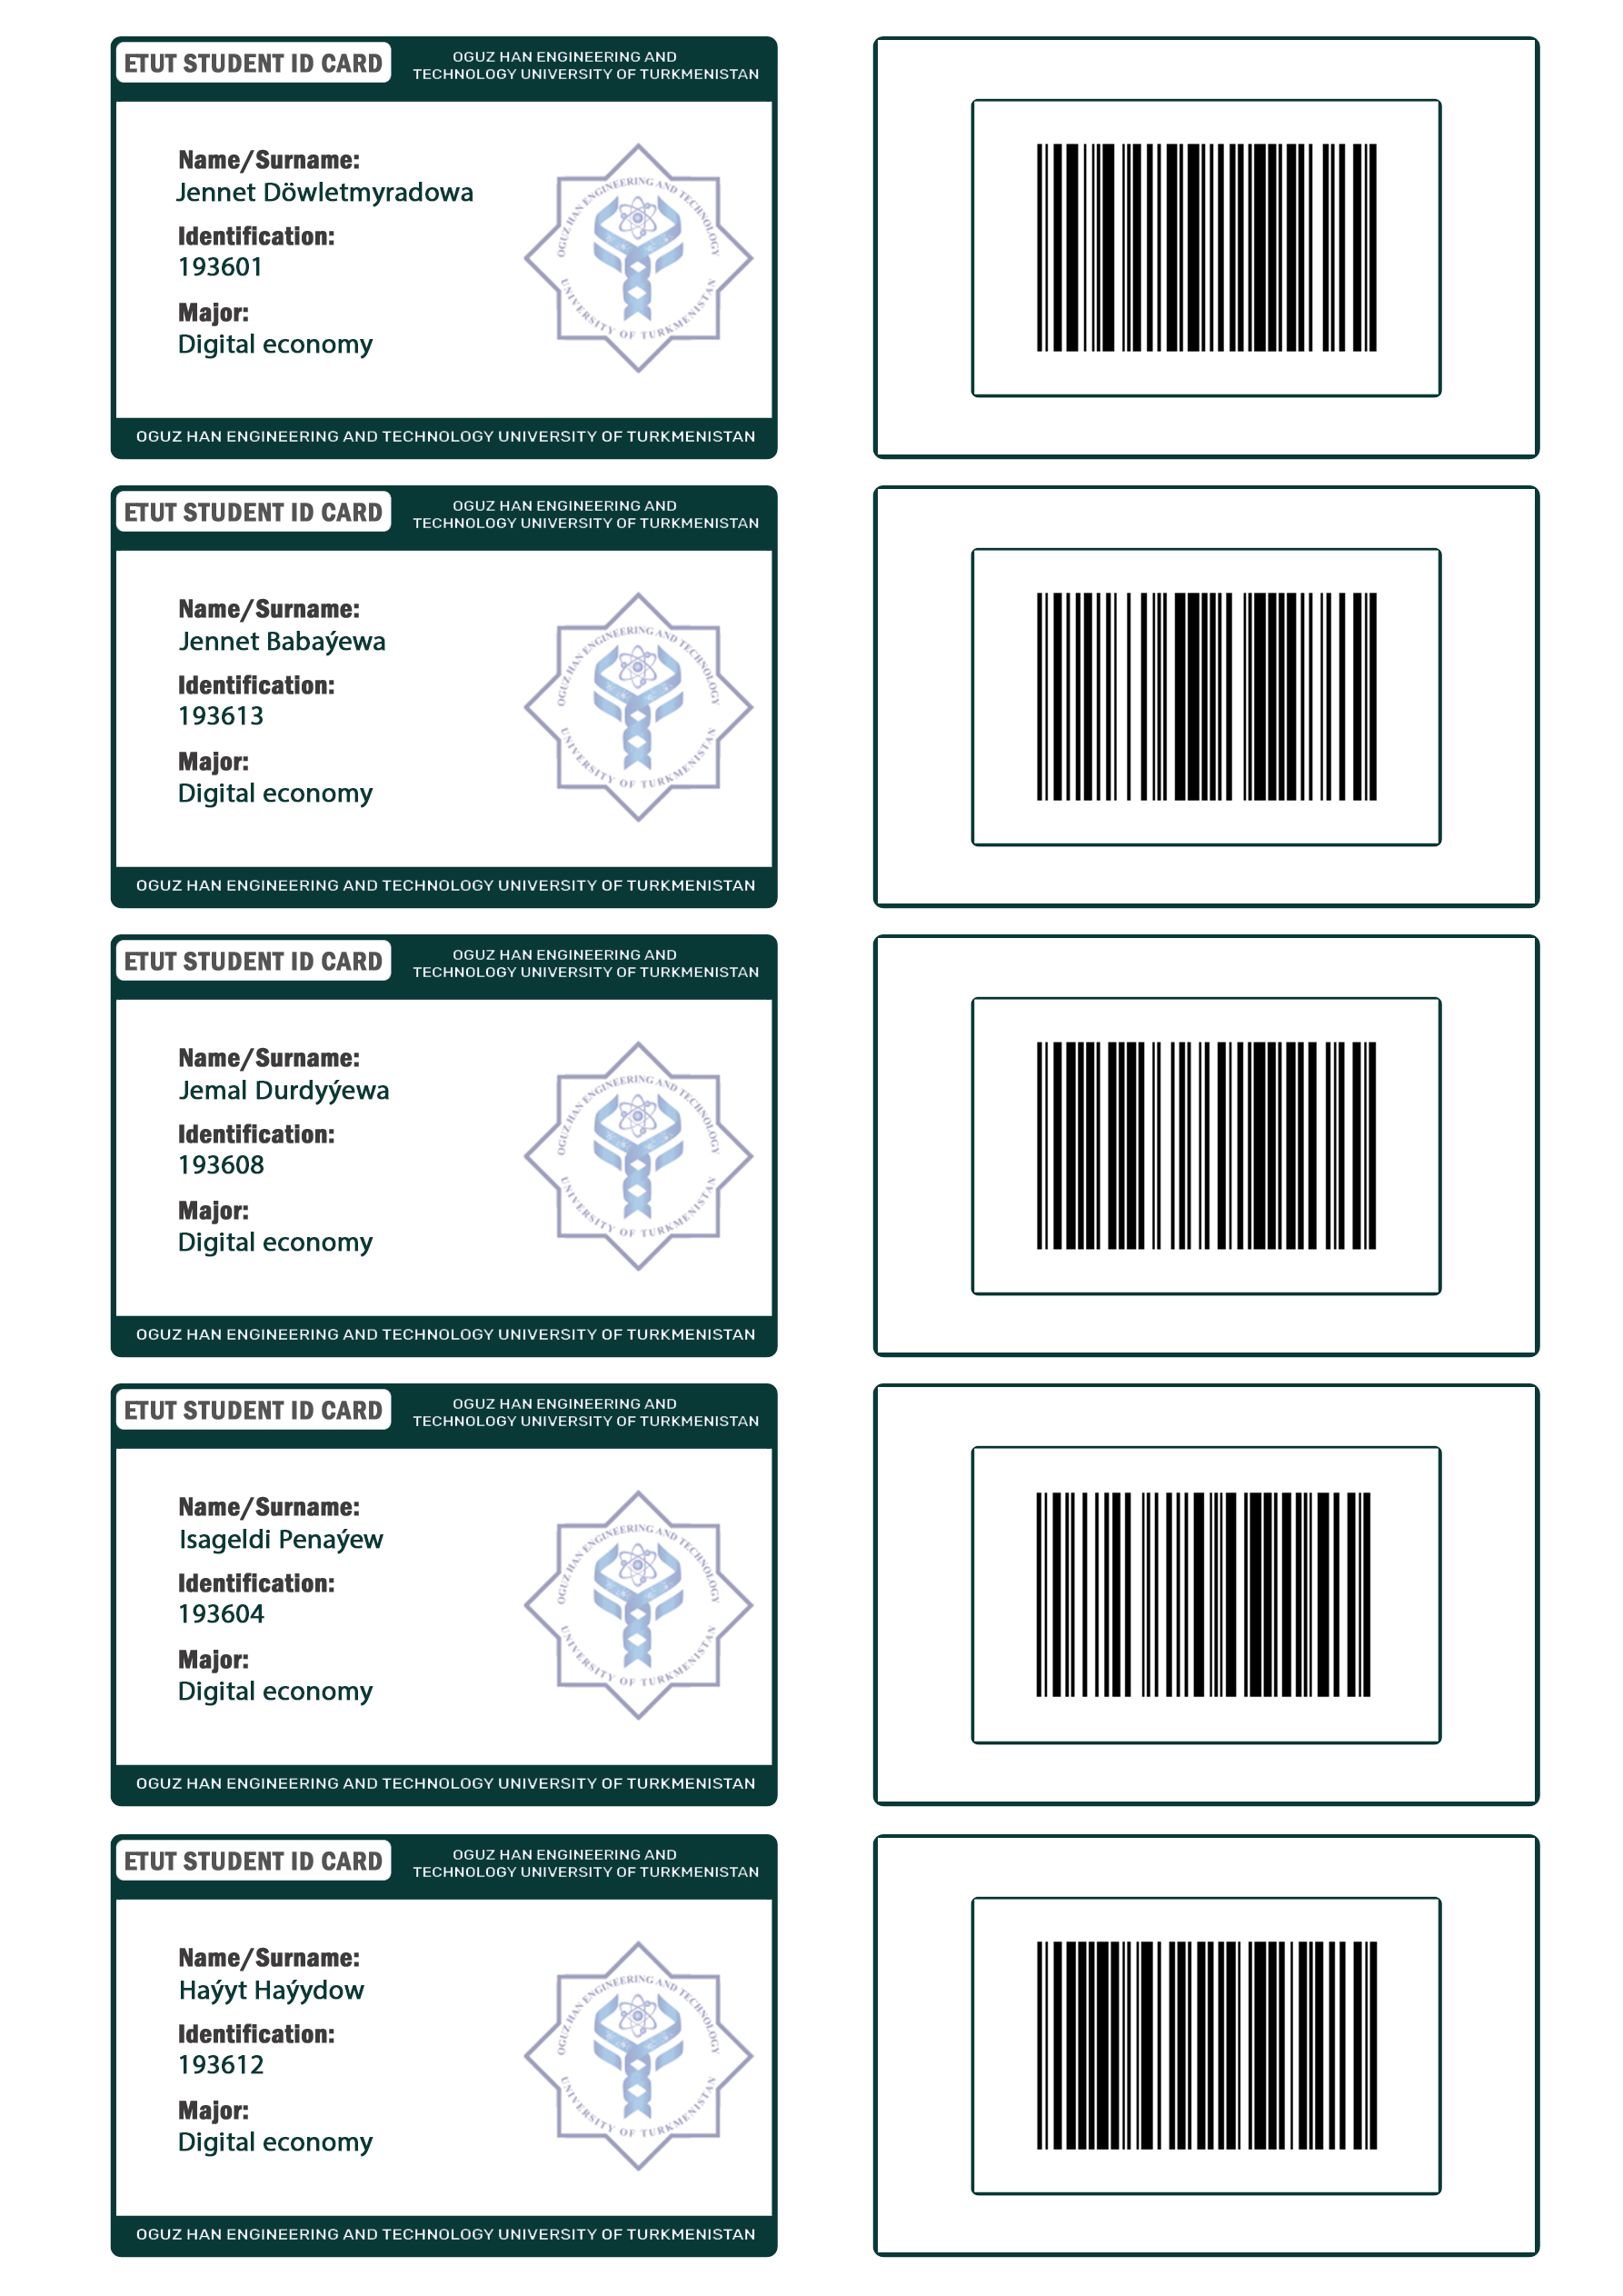 ETUT STUDENT ID CARD
OGUZ HAN ENGINEERING AND
TECHNOLOGY UNIVERSITY OF TURKMENISTAN
Name/Surname:
Jennet Döwletmyradowa
Identification:
193601
Major:
Digital economy
OGUZ HAN ENGINEERING AND TECHNOLOGY
UNIVERSITY OF TURKMENISTAN
OGUZ HAN ENGINEERING AND TECHNOLOGY UNIVERSITY OF TURKMENISTAN
ETUT STUDENT ID CARD
OGUZ HAN ENGINEERING AND
TECHNOLOGY UNIVERSITY OF TURKMENISTAN
Name/Surname:
Jennet Babaýewa
Identification:
193613
Major:
Digital economy
OGUZ HAN ENGINEERING AND TECHNOLOGY
UNIVERSITY OF TURKMENISTAN
OGUZ HAN ENGINEERING AND TECHNOLOGY UNIVERSITY OF TURKMENISTAN
ETUT STUDENT ID CARD
OGUZ HAN ENGINEERING AND
TECHNOLOGY UNIVERSITY OF TURKMENISTAN
Name/Surname:
Jemal Durdyýewa
Identification:
193608
Major:
Digital economy
OGUZ HAN ENGINEERING AND TECHNOLOGY
UNIVERSITY OF TURKMENISTAN
OGUZ HAN ENGINEERING AND TECHNOLOGY UNIVERSITY OF TURKMENISTAN
ETUT STUDENT ID CARD
OGUZ HAN ENGINEERING AND
TECHNOLOGY UNIVERSITY OF TURKMENISTAN
Name/Surname:
Isageldi Penaýew
Identification:
193604
Major:
Digital economy
OGUZ HAN ENGINEERING AND TECHNOLOGY
UNIVERSITY OF TURKMENISTAN
OGUZ HAN ENGINEERING AND TECHNOLOGY UNIVERSITY OF TURKMENISTAN
ETUT STUDENT ID CARD
OGUZ HAN ENGINEERING AND
TECHNOLOGY UNIVERSITY OF TURKMENISTAN
Name/Surname:
Haýyt Haýydow
Identification:
193612
Major:
Digital economy
OGUZ HAN ENGINEERING AND TECHNOLOGY
UNIVERSITY OF TURKMENISTAN
OGUZ HAN ENGINEERING AND TECHNOLOGY UNIVERSITY OF TURKMENISTAN